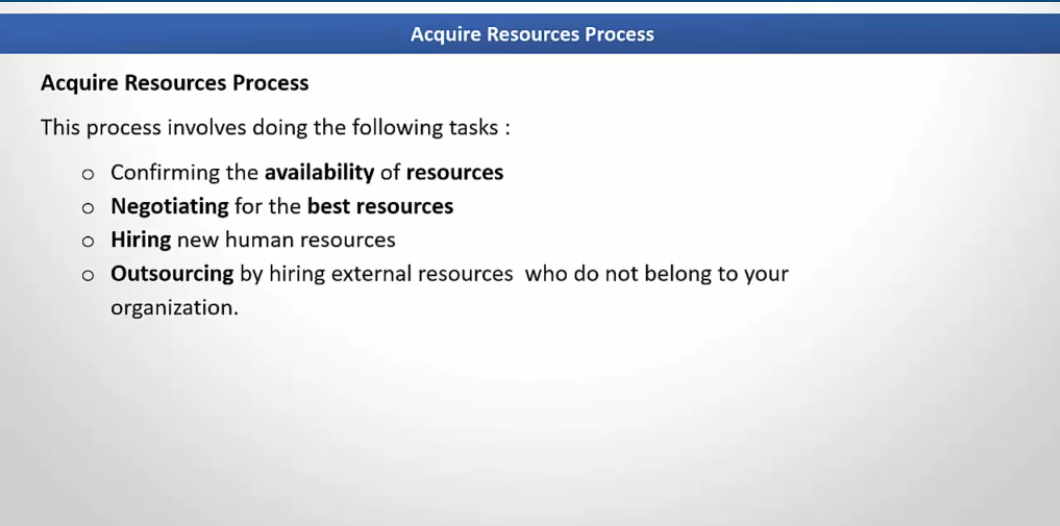 Acquire Resources Process
Acquire Resources Process
This process involves doing the following tasks :
o Confirming the availability of resources
o Negotiating for the best resources
o Hiring new human resources
o Outsourcing by hiring external resources who do not belong to your
organization.